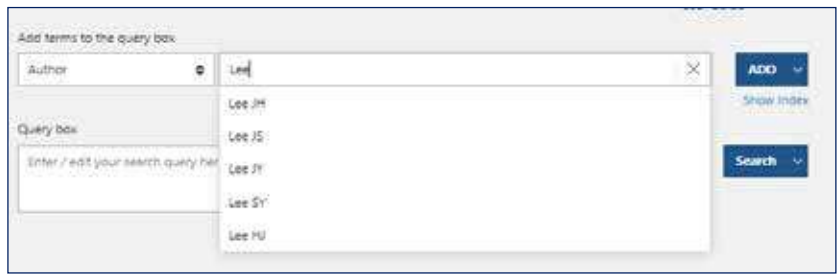 Add terms to the query box
Author
Lee
ADD
Show Index
Lee JH
Lee JS
Lee JY
Lee SY
Lee HJ
Query box
Enter / edit your search query her
Search